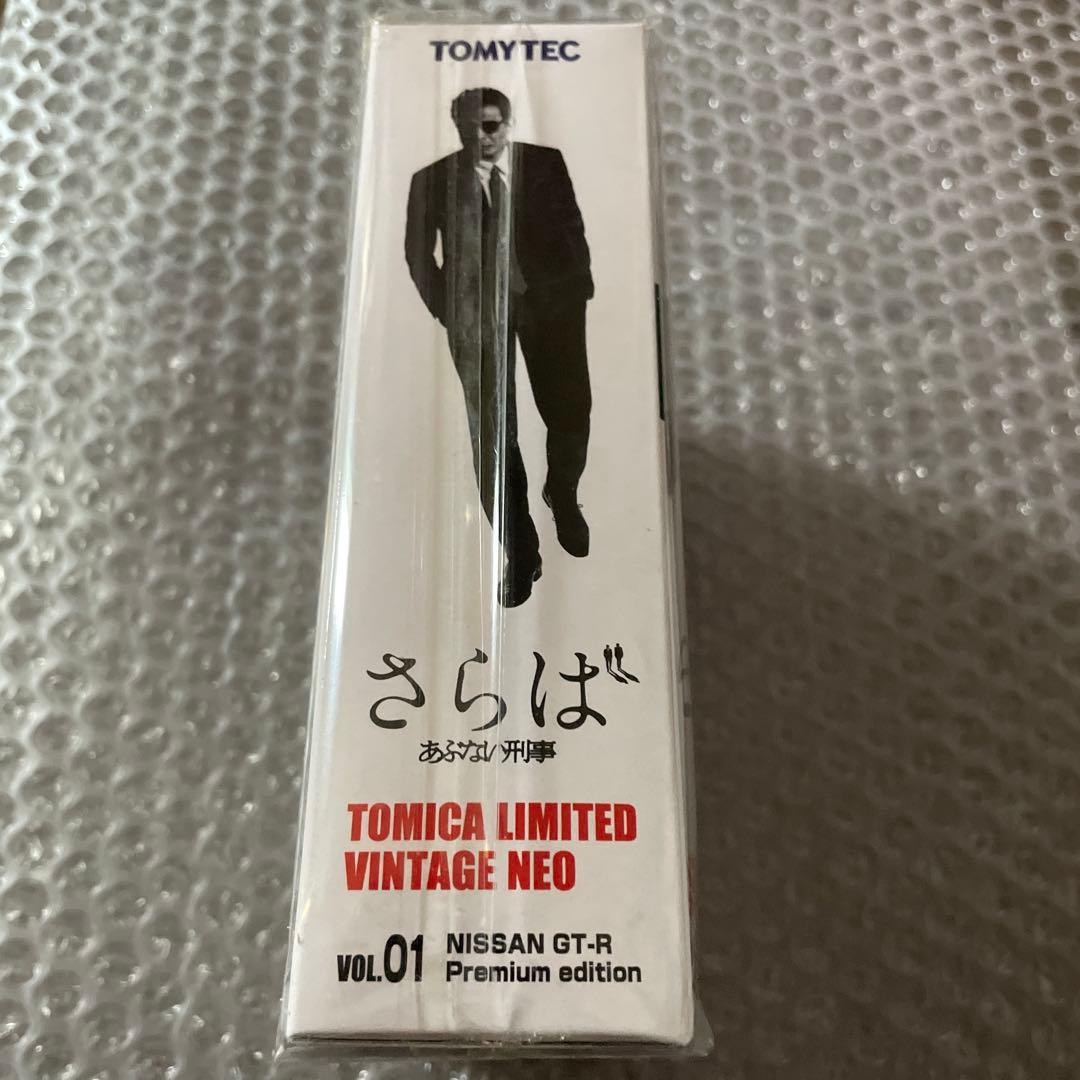 TOMYTEC
さらば
あぶない刑事
TOMICA LIMITED
VINTAGE NEO
VOL.01 NISSAN GT-R
Premium edition